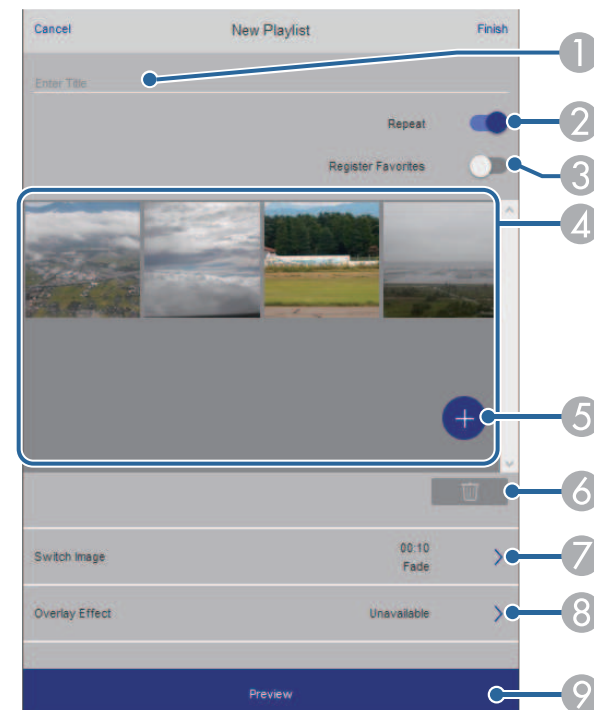 Cancel New Playlist Finish
1
Enter Title
Repeat 2
Register Favorites 3
4
+ 5
6
Switch Image 00:10 7
Fade
Overlay Effect Unavailable 8
Preview 9